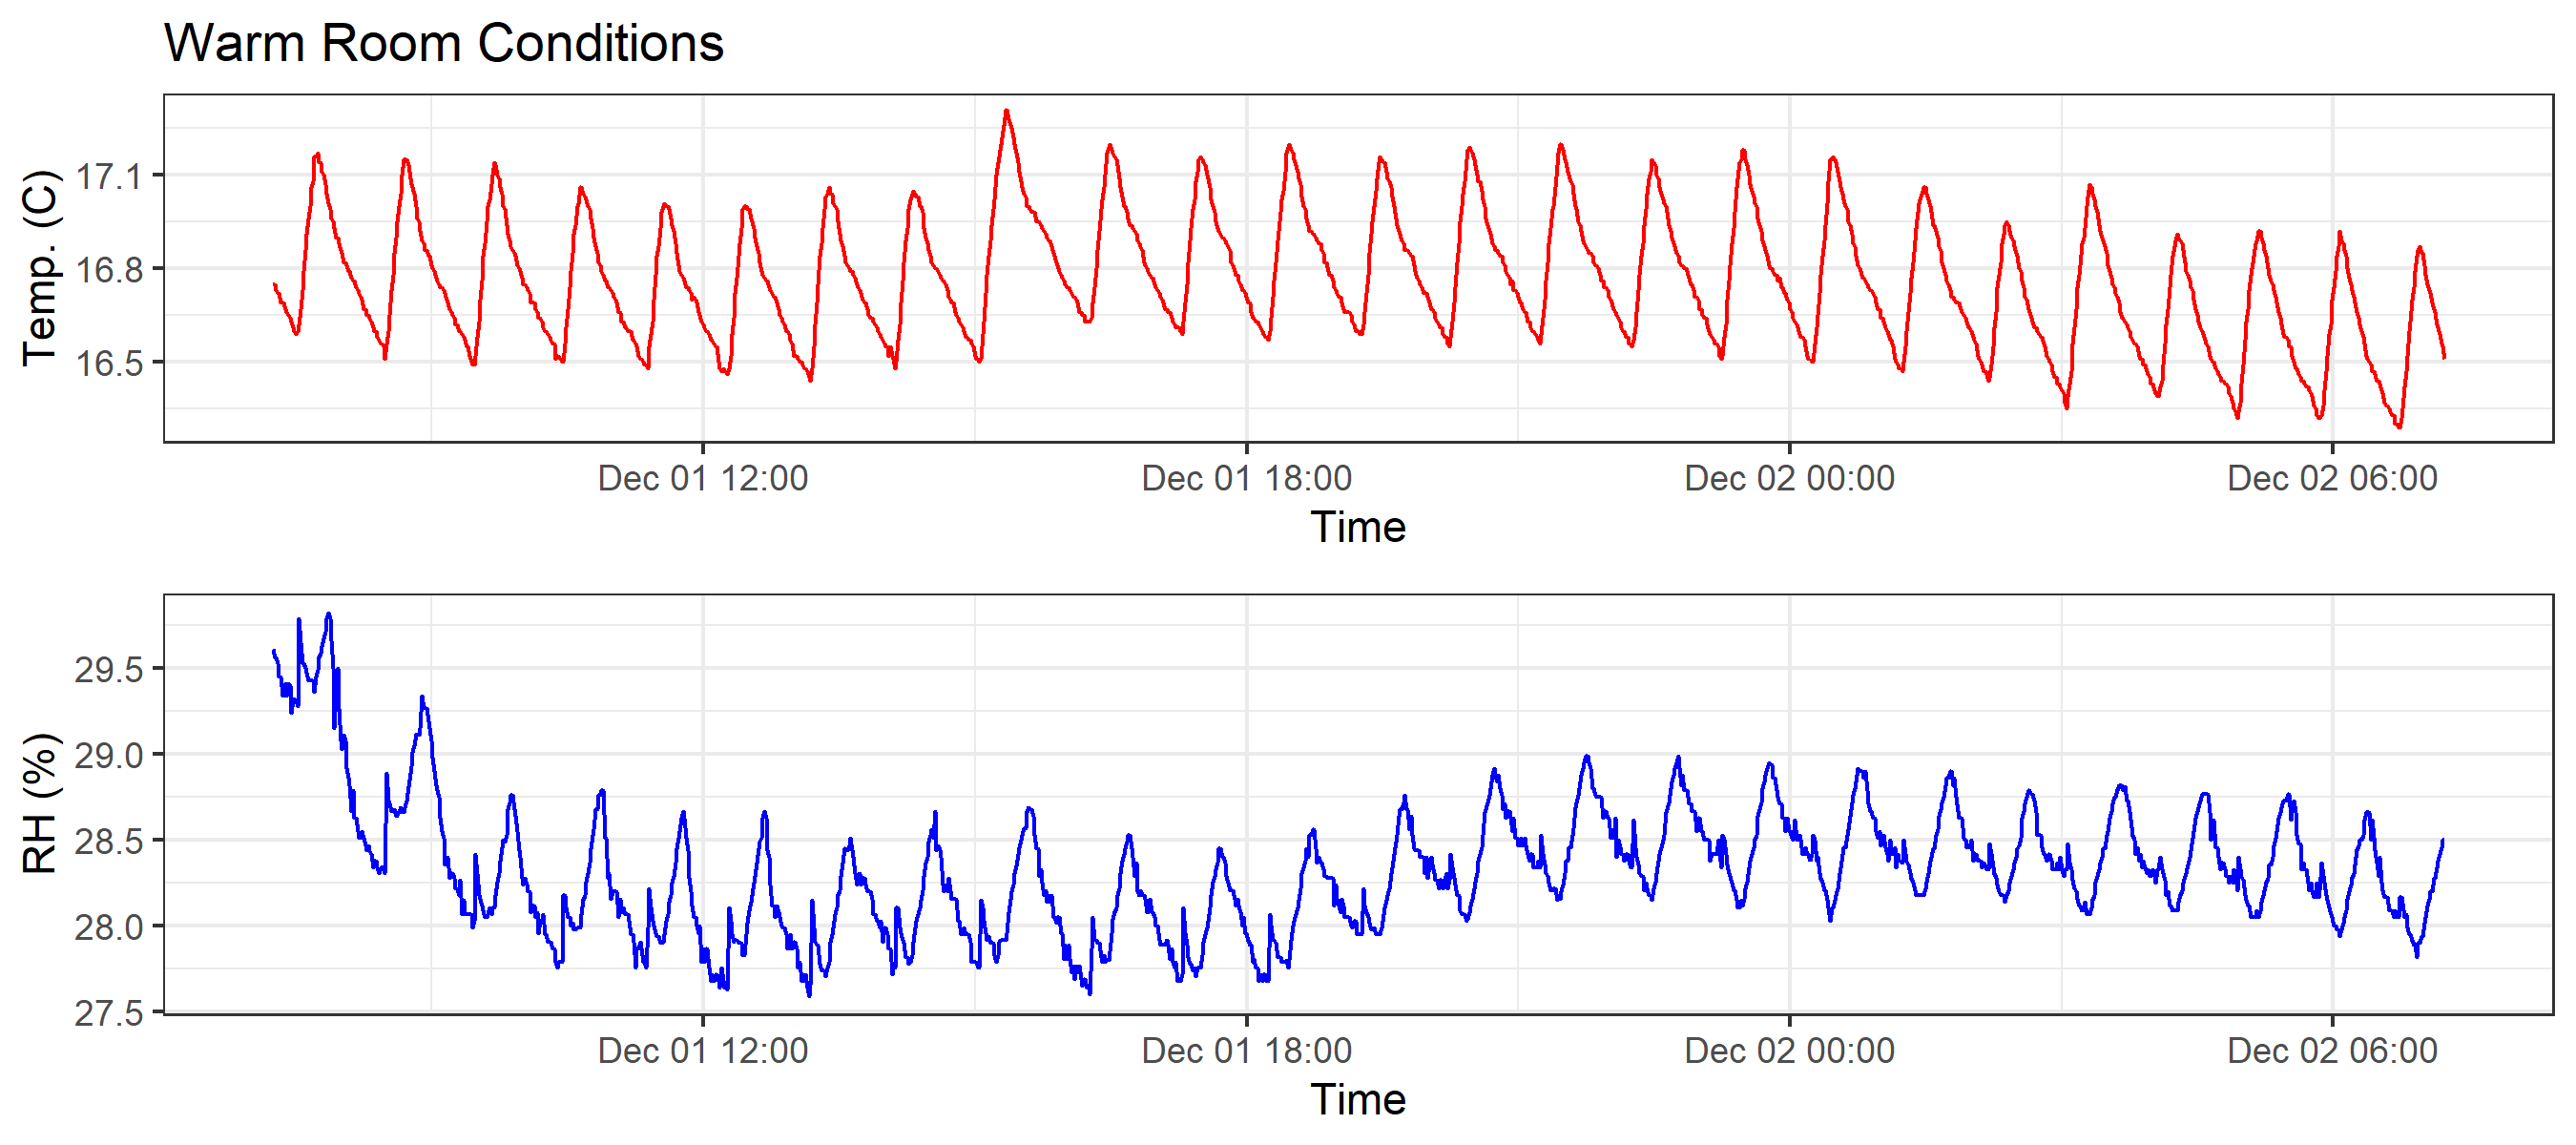 Warm Room Conditions
Temp. (C)
17.1
16.8
16.5
Dec 01 12:00 Dec 01 18:00 Dec 02 00:00 Dec 02 06:00
Time
RH (%)
29.5
29.0
28.5
28.0
27.5
Dec 01 12:00 Dec 01 18:00 Dec 02 00:00 Dec 02 06:00
Time